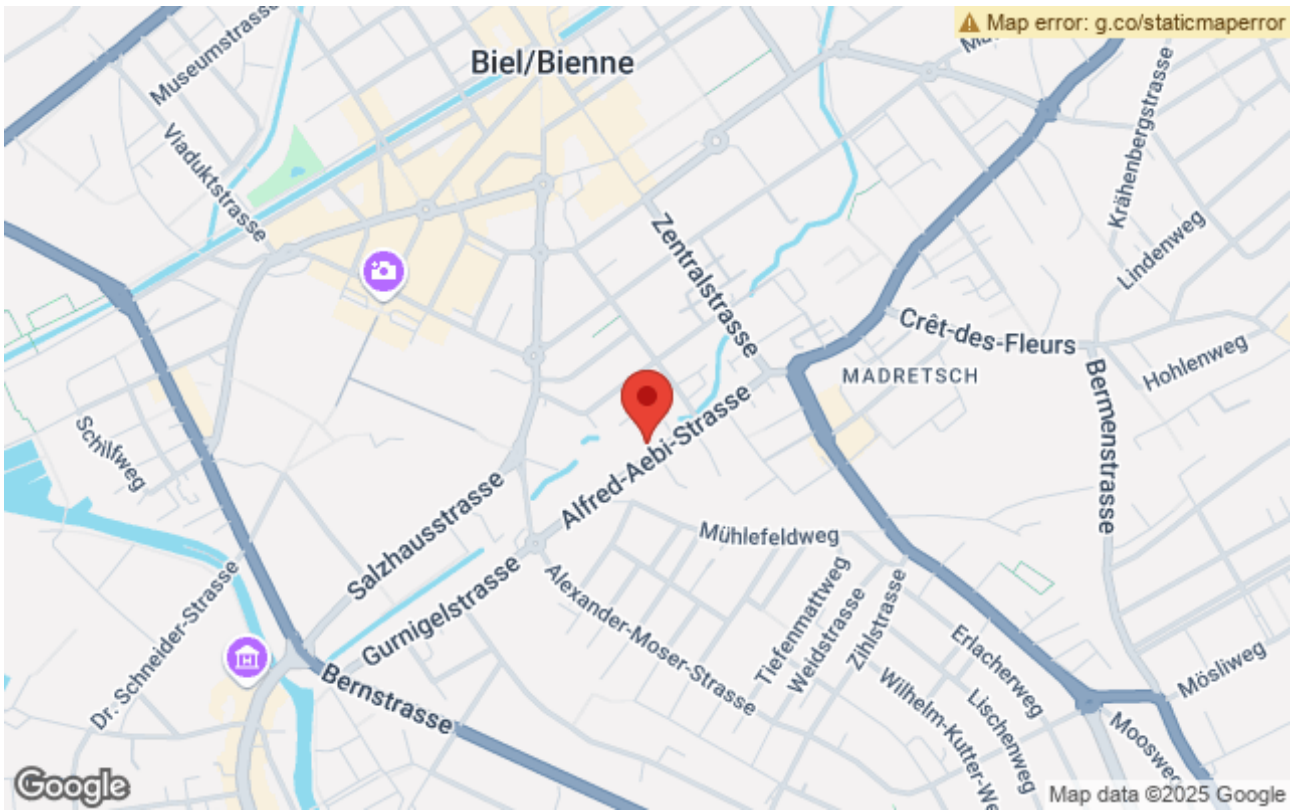 Map error: g.co/staticmaperror
Biel/Bienne
Museumstrasse
Viaduktstrasse
Krähenbergstrasse
Lindenweg
Zentralstrasse
Crêt-des-Fleurs
Hohlenweg
MADRETSCH
Bermenstrasse
Schilfweg
Alfred-Aebi-Strasse
Salzhausstrasse
Mühlefeldweg
Gurnigelstrasse
Dr. Schneider-Strasse
Alexander-Moser-Strasse
Tiefenmattweg
Weidstrasse
Zihlstrasse
Erlacherweg
Mösliweg
Bernstrasse
Wilhelm-Kutter-We
Lischenweg
Moosweg
Google
Map data ©2025 Google